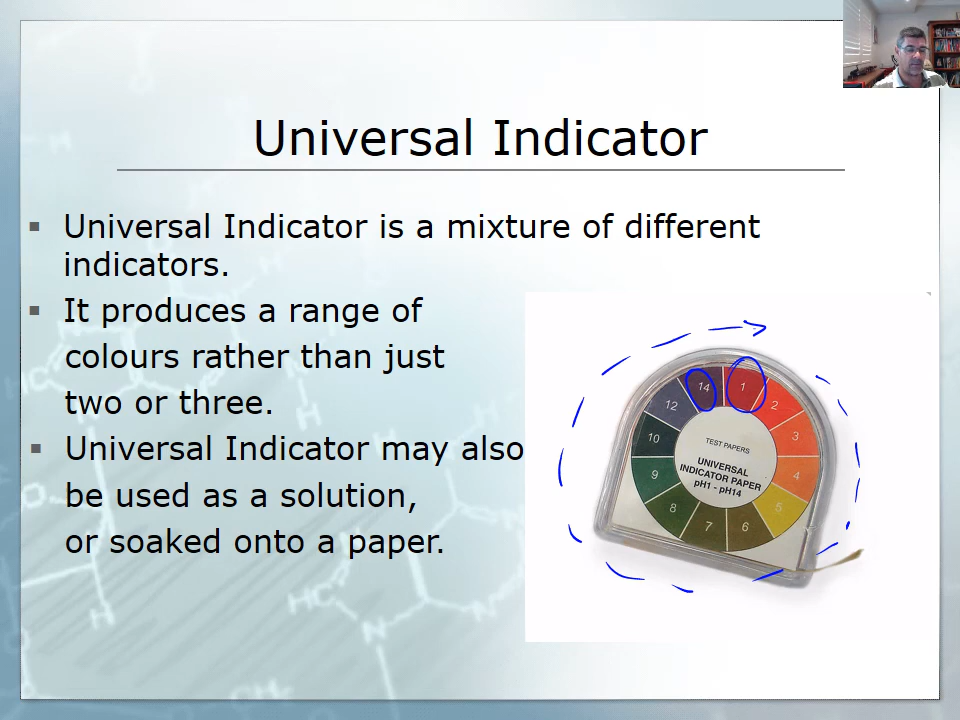 Universal Indicator
▪ Universal Indicator is a mixture of different
indicators.
▪ It produces a range of
colours rather than just
two or three.
▪ Universal Indicator may also
be used as a solution,
or soaked onto a paper.
14
1
12
2
10
3
9
4
8
5
7
6
TEST PAPERS
UNIVERSAL
INDICATOR PAPER
pH1 - pH14
HC
N
N
H
H
CH